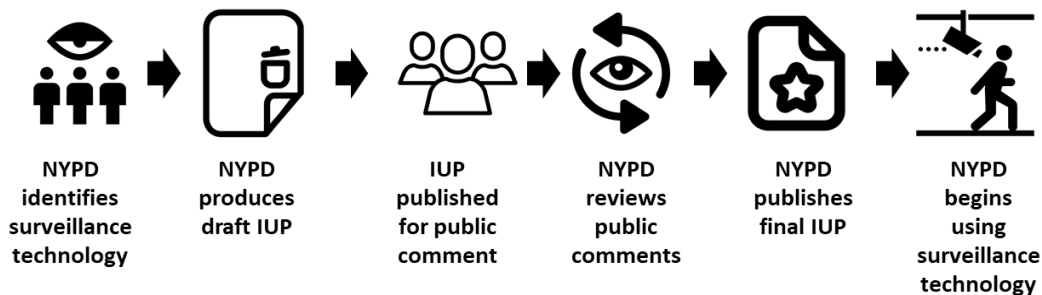 NYPD
identifies
surveillance
technology
NYPD
produces
draft IUP
IUP
published
for public
comment
NYPD
reviews
public
comments
NYPD
publishes
final IUP
NYPD
begins
using
surveillance
technology